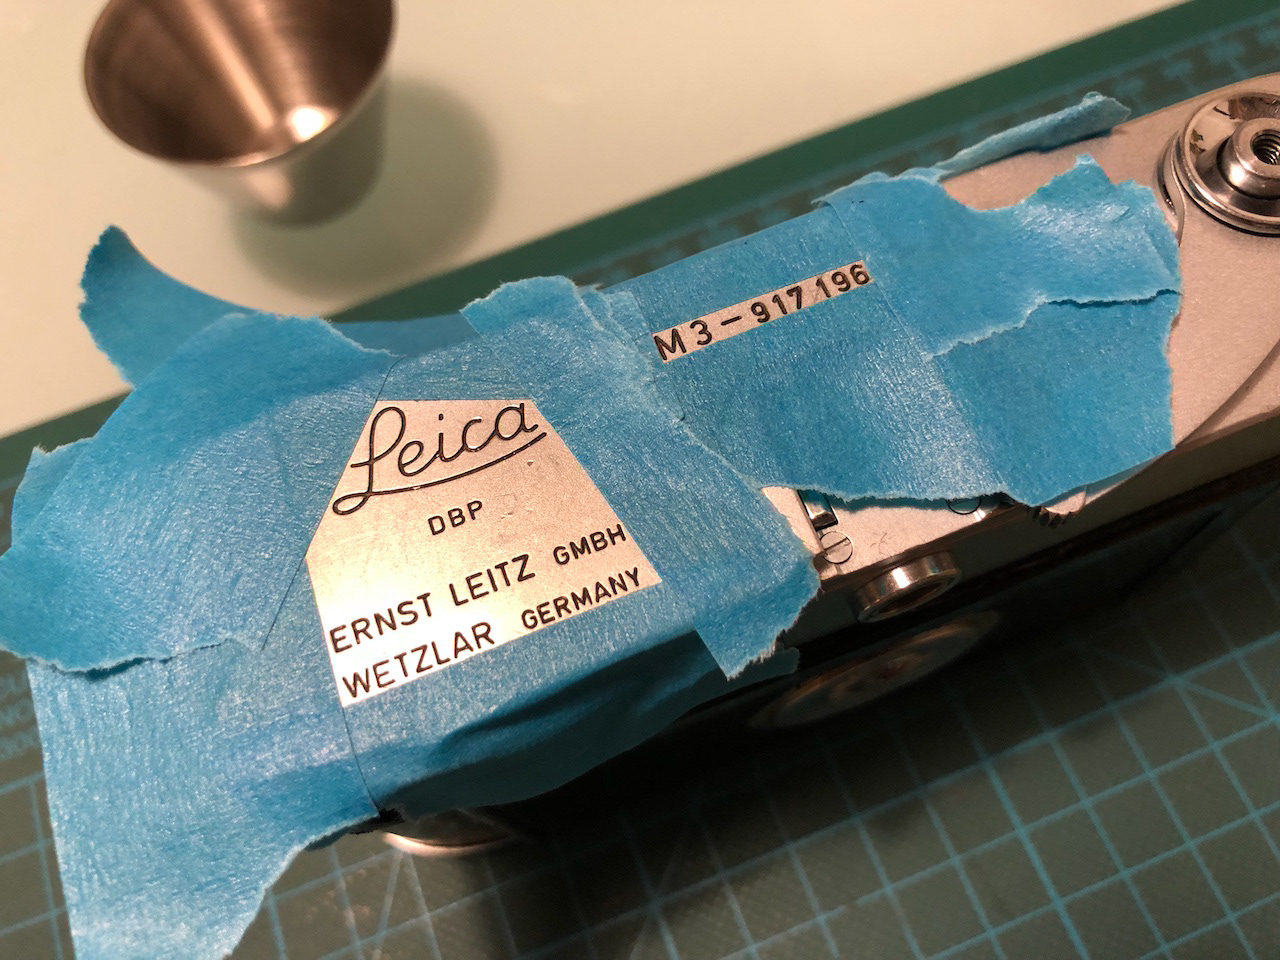 Leica
DBP
ERNST LEITZ GMBH
WETZLAR GERMANY
M3-917196